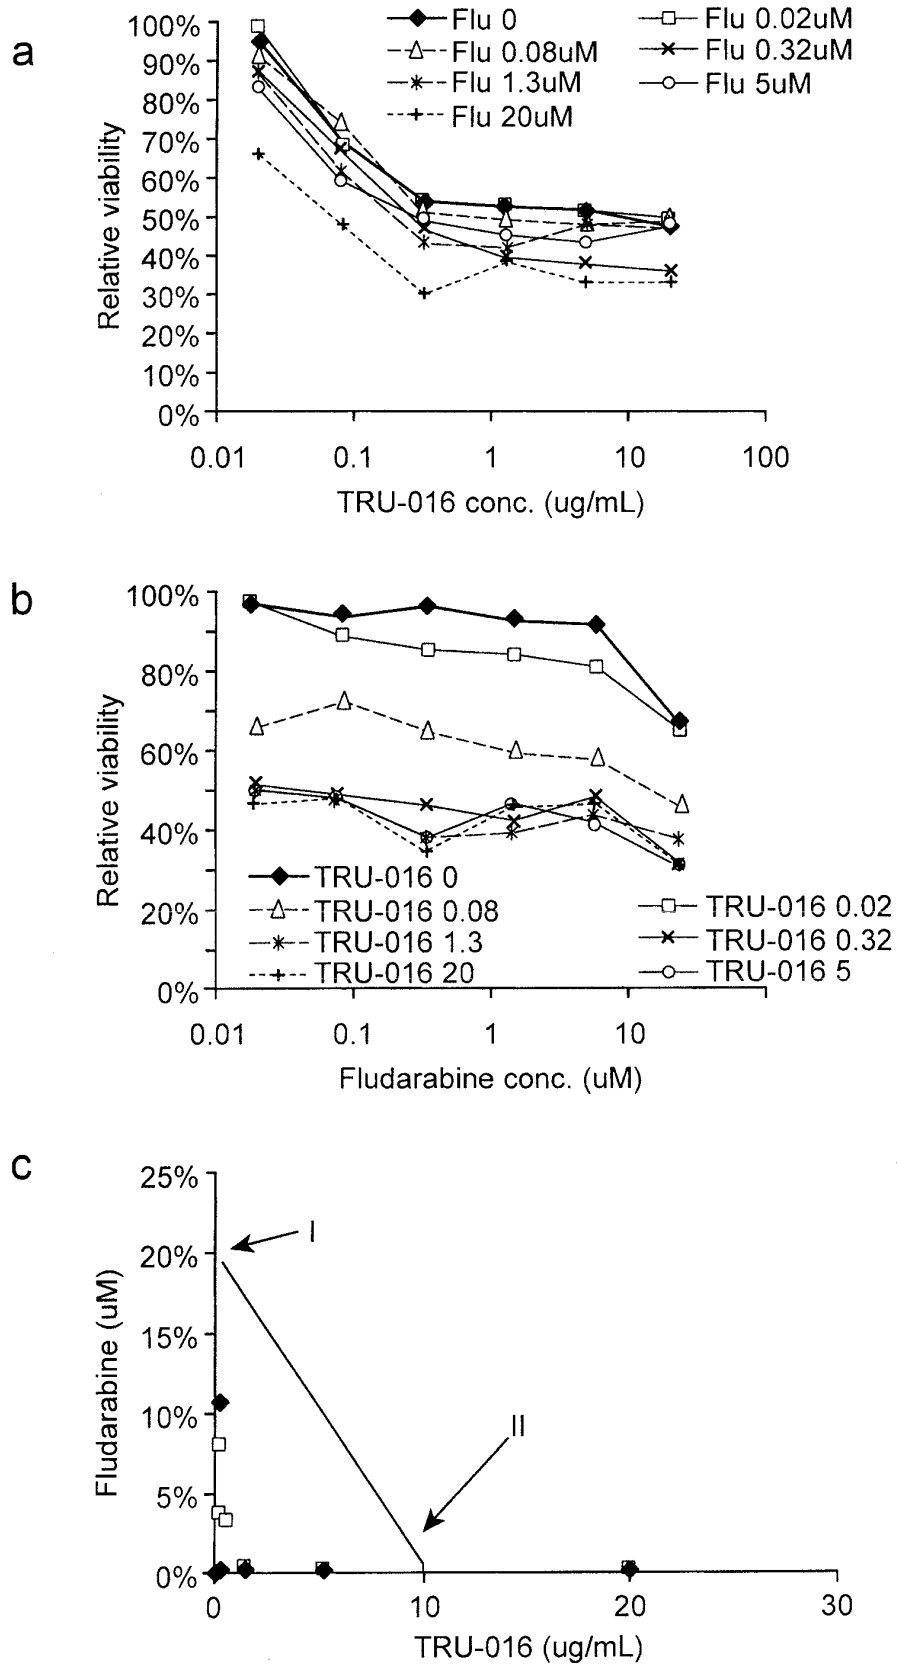 a
Flu 0
Flu 0.02uM
Flu 0.08uM
Flu 0.32uM
Flu 1.3uM
Flu 5uM
Flu 20uM
100%
90%
80%
70%
60%
50%
40%
30%
20%
10%
0%
Relative viability
0.01
0.1
1
10
100
TRU-016 conc. (ug/mL)
b
100%
80%
60%
40%
20%
0%
Relative viability
TRU-016 0
TRU-016 0.02
TRU-016 0.08
TRU-016 0.32
TRU-016 1.3
TRU-016 5
TRU-016 20
0.01
0.1
1
10
Fludarabine conc. (uM)
c
25%
20%
15%
10%
5%
0%
Fludarabine (uM)
I
II
0
10
20
30
TRU-016 (ug/mL)